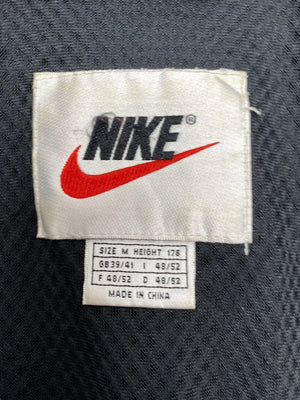 NIKE®
SIZE M HEIGHT 178
GB39/41 I 48/52
F 48/52 D 48/52
MADE IN CHINA